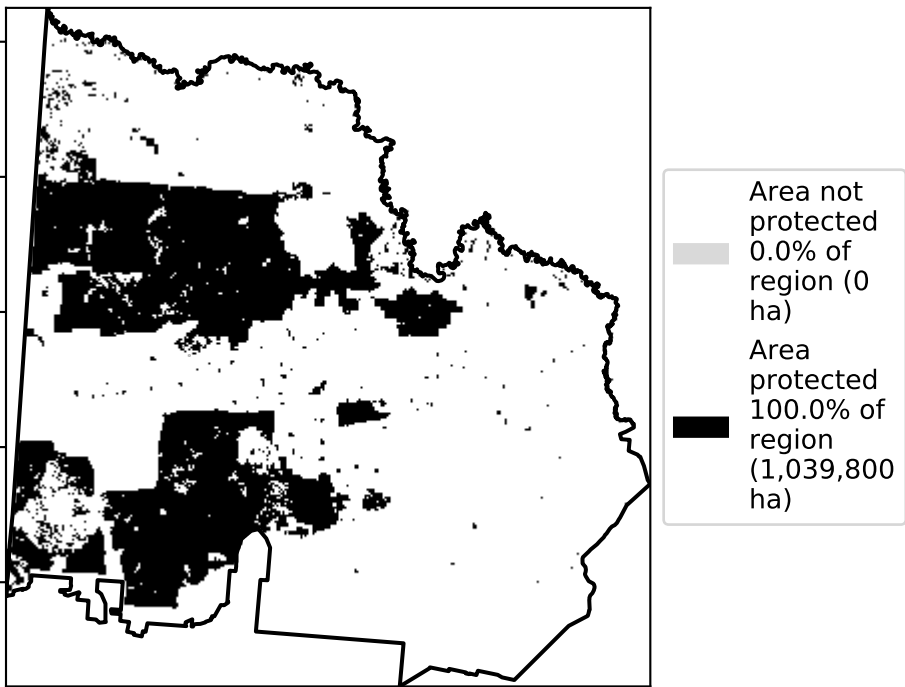 Area not
protected
0.0% of
region (0
ha)
Area
protected
100.0% of
region
(1,039,800
ha)